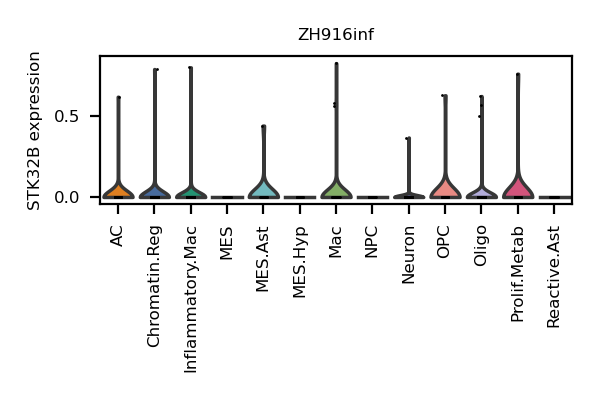 ZH916inf
STK32B expression
0.5
0.0
AC
Chromatin.Reg
Inflammatory.Mac
MES
MES.Ast
MES.Hyp
Mac
NPC
Neuron
OPC
Oligo
Prolif.Metab
Reactive.Ast